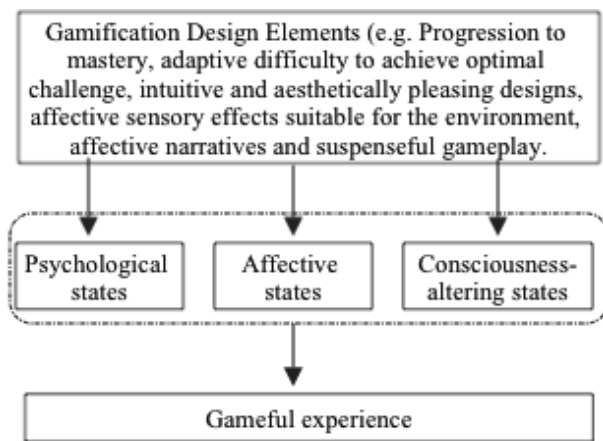 Gamification Design Elements (e.g. Progression to
mastery, adaptive difficulty to achieve optimal
challenge, intuitive and aesthetically pleasing designs,
affective sensory effects suitable for the environment,
affective narratives and suspenseful gameplay.
Psychological
states
Affective
states
Consciousness-
altering states
Gameful experience